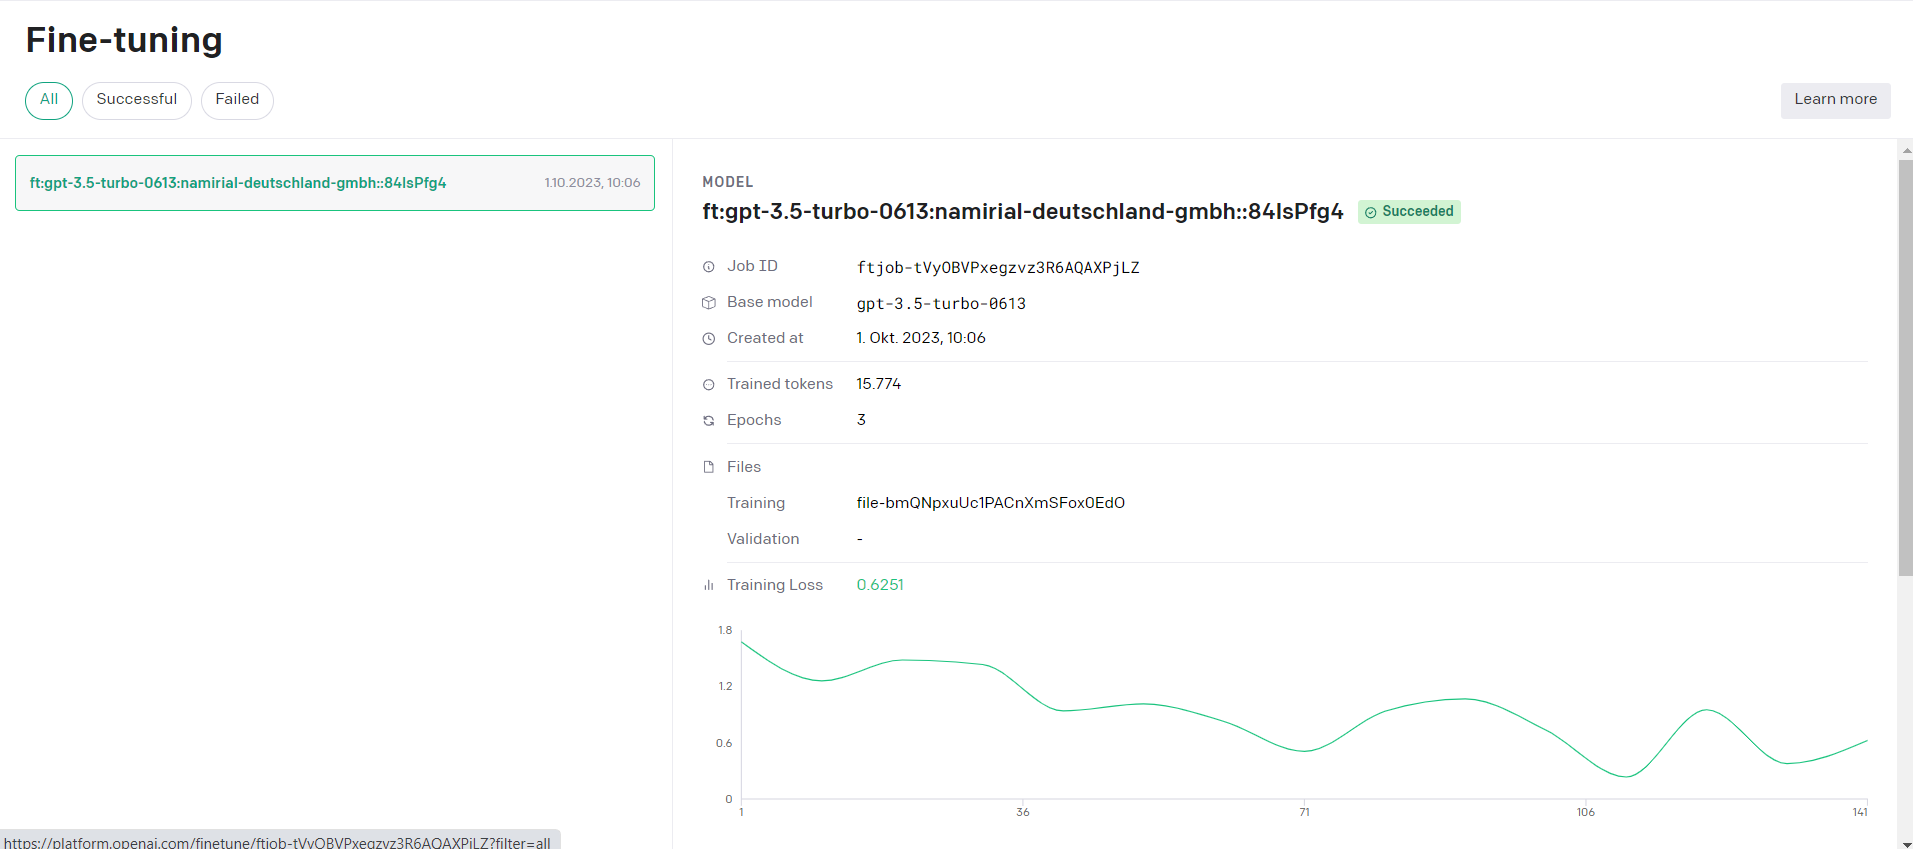 Fine-tuning
All Successful Failed
Learn more
ft:gpt-3.5-turbo-0613:namirial-deutschland-gmbh::84lsPfg4 1.10.2023, 10:06
MODEL
ft:gpt-3.5-turbo-0613:namirial-deutschland-gmbh::84lsPfg4 Succeeded
Job ID ftjob-tVyOBVPxegzvz3R6AQAXPjLZ
Base model gpt-3.5-turbo-0613
Created at 1. Okt. 2023, 10:06
Trained tokens 15.774
Epochs 3
Files
Training file-bmQNpxuUc1PACnXmSFox0EdO
Validation -
Training Loss 0.6251
1.8
1.2
0.6
0
1 36 71 106 141
https://platform.openai.com/finetune/ftjob-tVyOBVPxegzvz3R6AQAXPjLZ?filter=all